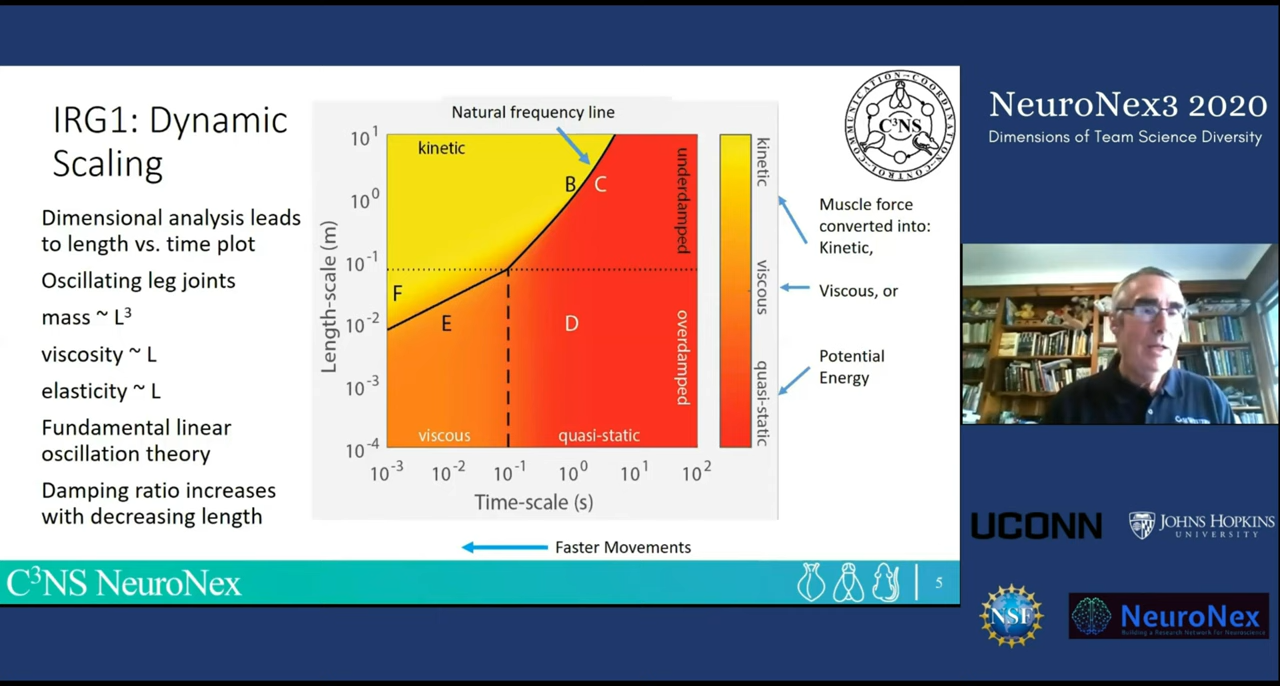 IRG1: Dynamic
Scaling
Dimensional analysis leads
to length vs. time plot
Oscillating leg joints
mass ~ L³
viscosity ~ L
elasticity ~ L
Fundamental linear
oscillation theory
Damping ratio increases
with decreasing length
Natural frequency line
kinetic
B
C
F
E
D
underdamped
overdamped
viscous
quasi-static
Length-scale (m)
10¹
10⁰
10⁻¹
10⁻²
10⁻³
10⁻⁴
10⁻³
10⁻²
10⁻¹
10⁰
10¹
10²
Time-scale (s)
Faster Movements
kinetic
viscous
quasi-static
COMMUNICATION
COORDINATION
CONTROL
C³NS
Muscle force
converted into:
Kinetic,
Viscous, or
Potential
Energy
C³NS NeuroNex
5
NeuroNex3 2020
Dimensions of Team Science Diversity
UCONN
JOHNS HOPKINS
UNIVERSITY
NSF
NeuroNex
Building a Research Network for Neuroscience